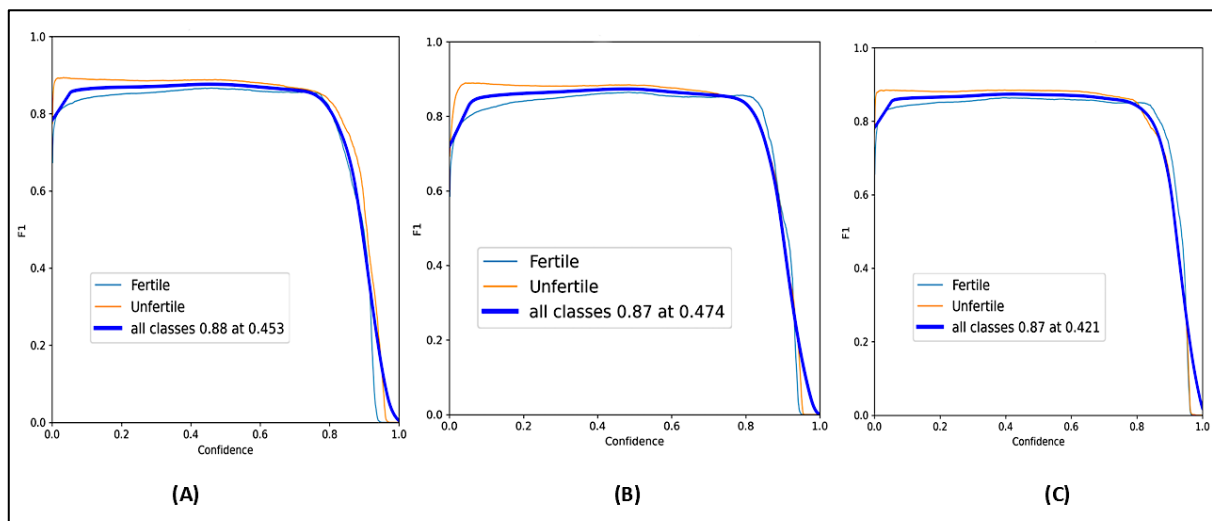 1.0
0.8
0.6
0.4
0.2
0.0
F1
Fertile
Unfertile
all classes 0.88 at 0.453
0.0 0.2 0.4 0.6 0.8 1.0
Confidence
(A)
1.0
0.8
0.6
0.4
0.2
0.0
F1
Fertile
Unfertile
all classes 0.87 at 0.474
0.0 0.2 0.4 0.6 0.8 1.0
Confidence
(B)
1.0
0.8
0.6
0.4
0.2
0.0
F1
Fertile
Unfertile
all classes 0.87 at 0.421
0.0 0.2 0.4 0.6 0.8 1.0
Confidence
(C)